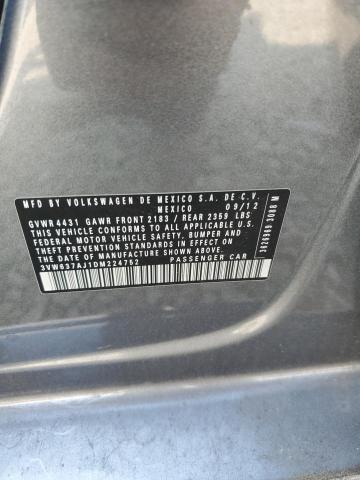 MFD BY VOLKSWAGEN DE MEXICO S.A. DE C.V.
MEXICO 09/12
GVWR 4431 GAWR FRONT 2183 / REAR 2359 LBS
THIS VEHICLE CONFORMS TO ALL APPLICABLE U.S.
FEDERAL MOTOR VEHICLE SAFETY, BUMPER AND
THEFT PREVENTION STANDARDS IN EFFECT ON
THE DATE OF MANUFACTURE SHOWN ABOVE.
3VW637AJ1DM224752 PASSENGER CAR
3620989 3088 M